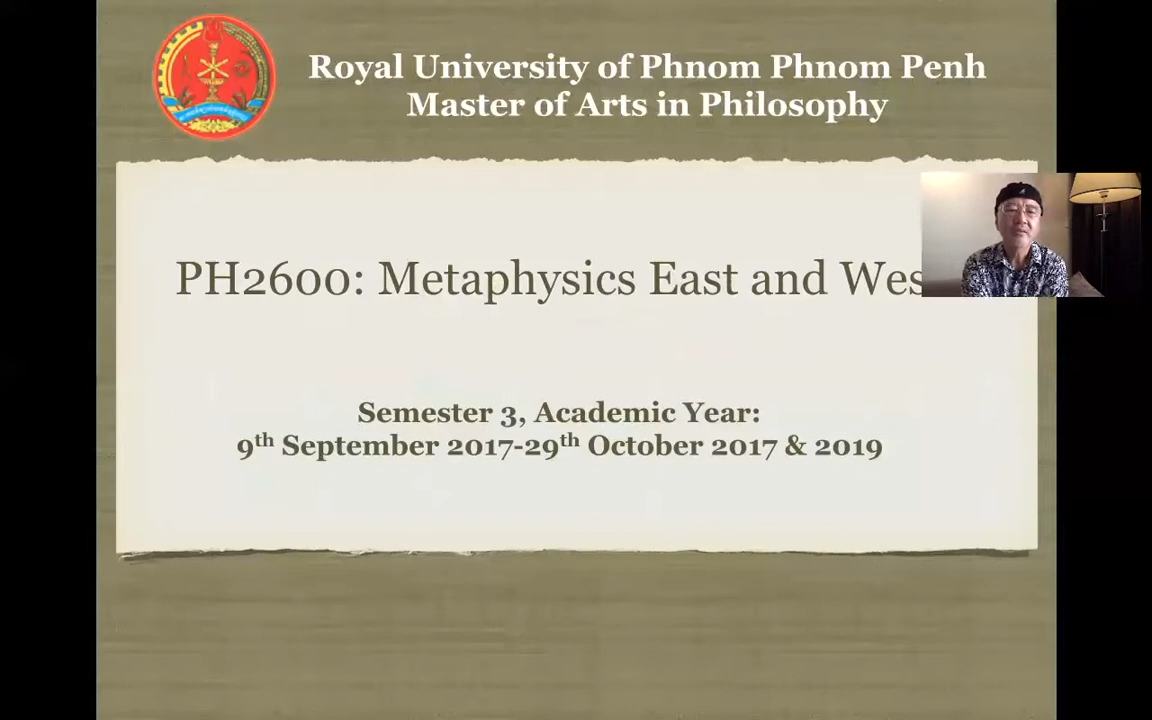 Royal University of Phnom Phnom Penh
Master of Arts in Philosophy
PH2600: Metaphysics East and Wes
Semester 3, Academic Year:
9th September 2017-29th October 2017 & 2019